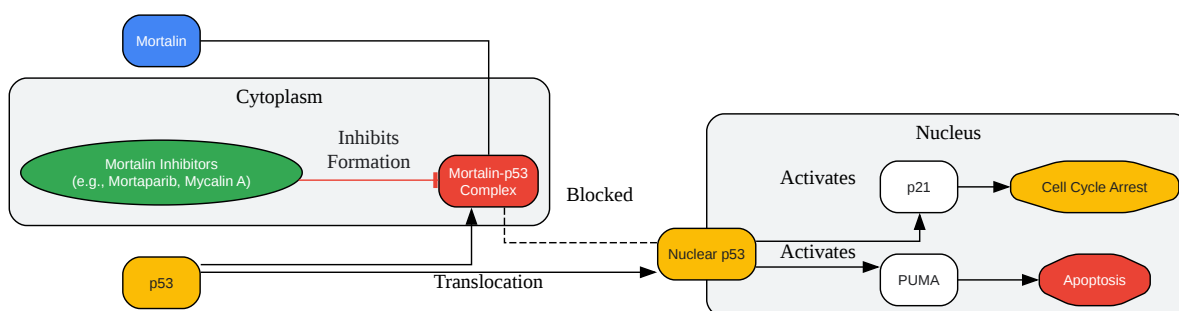 Mortalin
Cytoplasm
Inhibits
Formation
Mortalin Inhibitors
(e.g., Mortaparib, Mycalin A)
Mortalin-p53
Complex
Blocked
p53
Translocation
Nucleus
Nuclear p53
Activates
p21
Cell Cycle Arrest
Activates
PUMA
Apoptosis